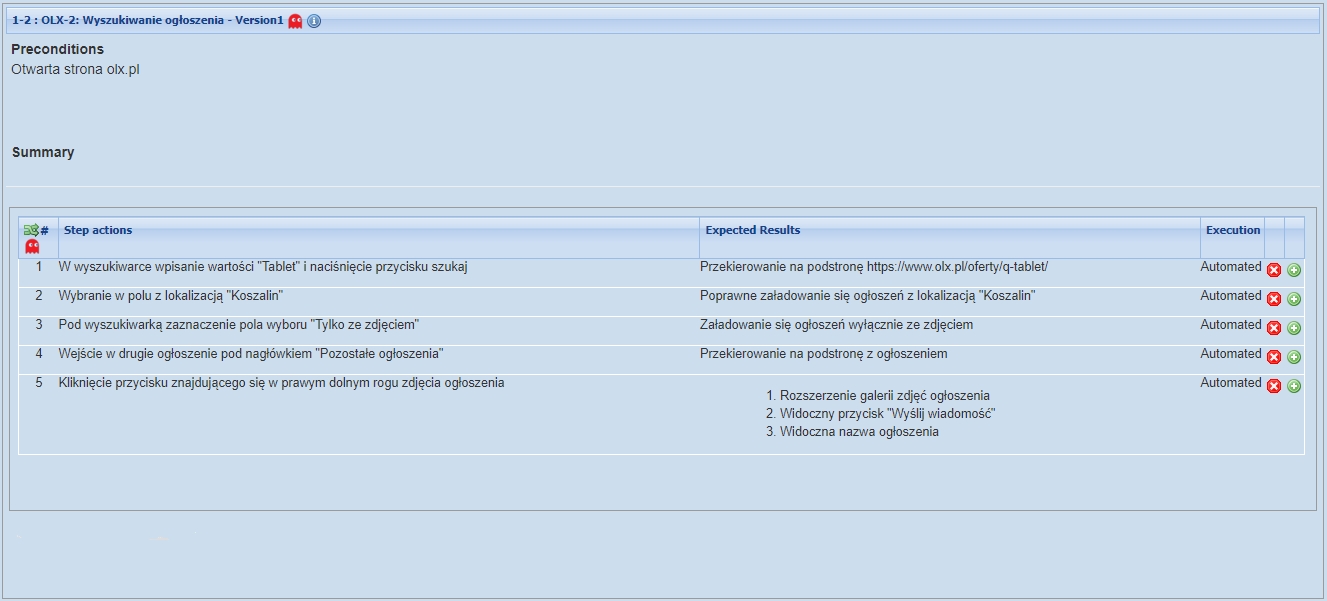 1-2 : OLX-2: Wyszukiwanie ogłoszenia - Version1
Preconditions
Otwarta strona olx.pl
Summary
# Step actions Expected Results Execution
1 W wyszukiwarce wpisanie wartości "Tablet" i naciśnięcie przycisku szukaj Przekierowanie na podstronę https://www.olx.pl/oferty/q-tablet/ Automated
2 Wybranie w polu z lokalizacją "Koszalin" Poprawne załadowanie się ogłoszeń z lokalizacją "Koszalin" Automated
3 Pod wyszukiwarką zaznaczenie pola wyboru "Tylko ze zdjęciem" Załadowanie się ogłoszeń wyłącznie ze zdjęciem Automated
4 Wejście w drugie ogłoszenie pod nagłówkiem "Pozostałe ogłoszenia" Przekierowanie na podstronę z ogłoszeniem Automated
5 Kliknięcie przycisku znajdującego się w prawym dolnym rogu zdjęcia ogłoszenia Automated
1. Rozszerzenie galerii zdjęć ogłoszenia
2. Widoczny przycisk "Wyślij wiadomość"
3. Widoczna nazwa ogłoszenia